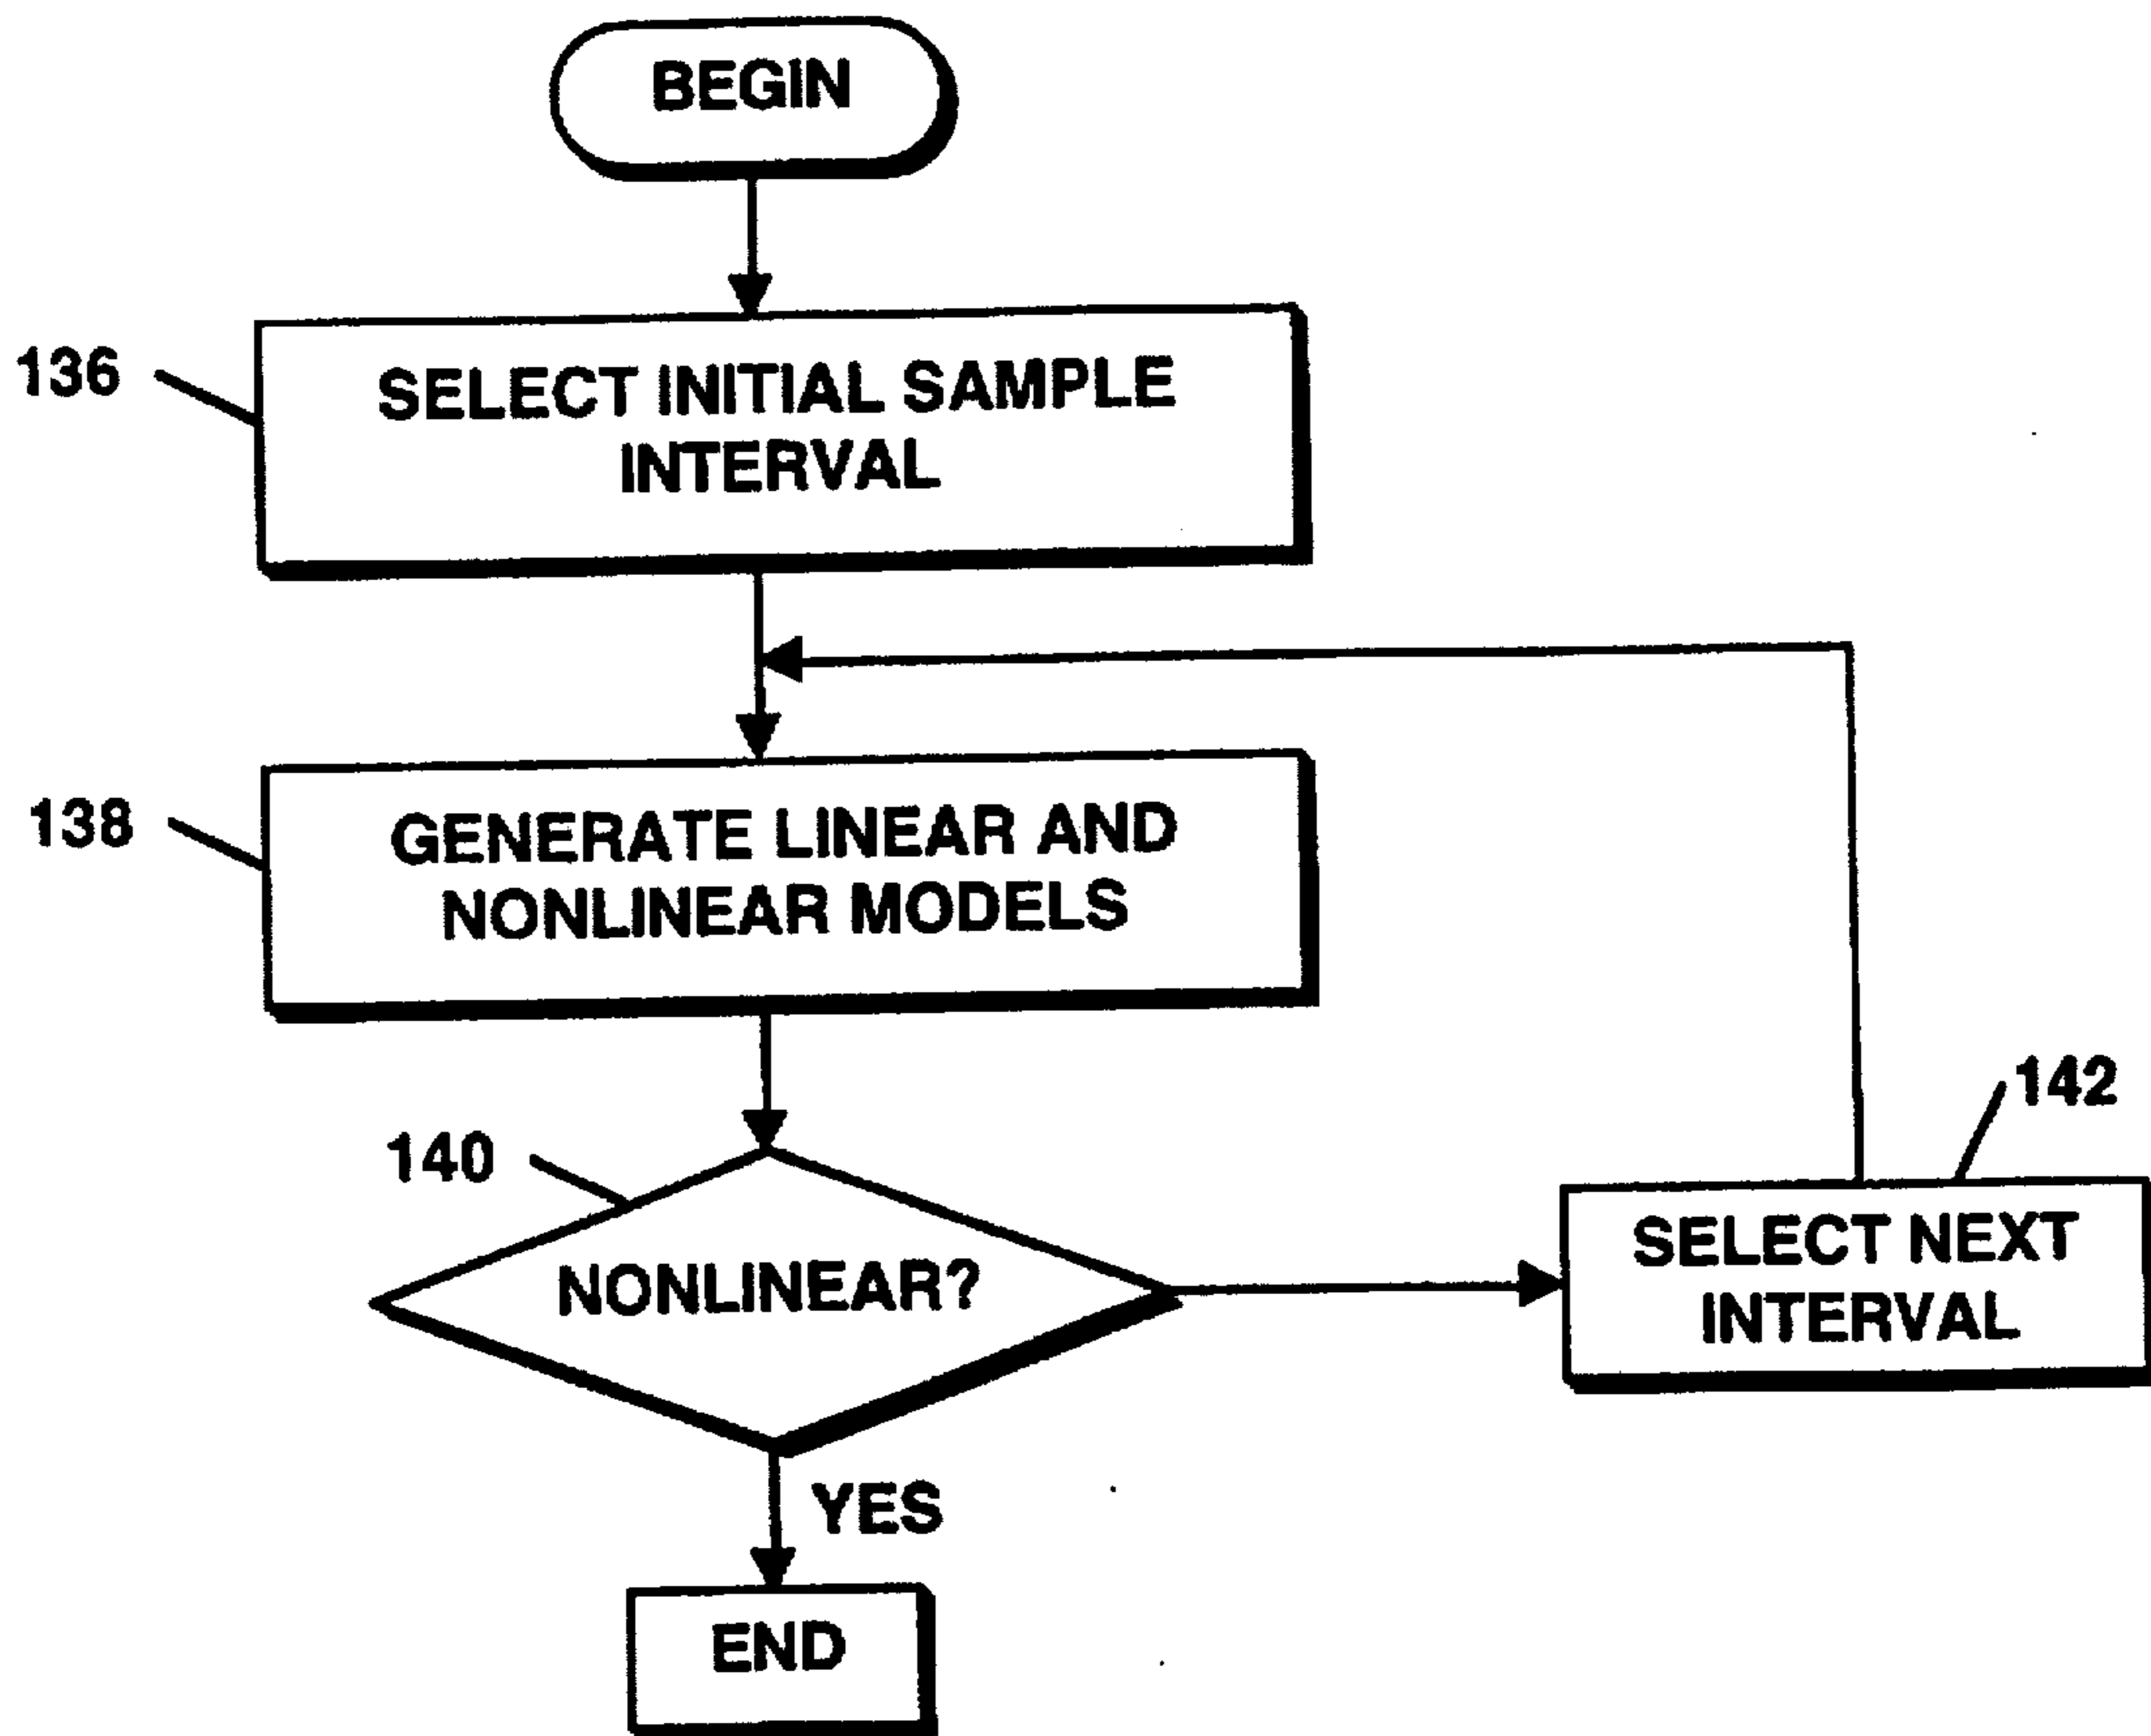 BEGIN
136
SELECT INITIAL SAMPLE
INTERVAL
138
GENERATE LINEAR AND
NONLINEAR MODELS
140
NONLINEAR?
142
SELECT NEXT
INTERVAL
YES
END